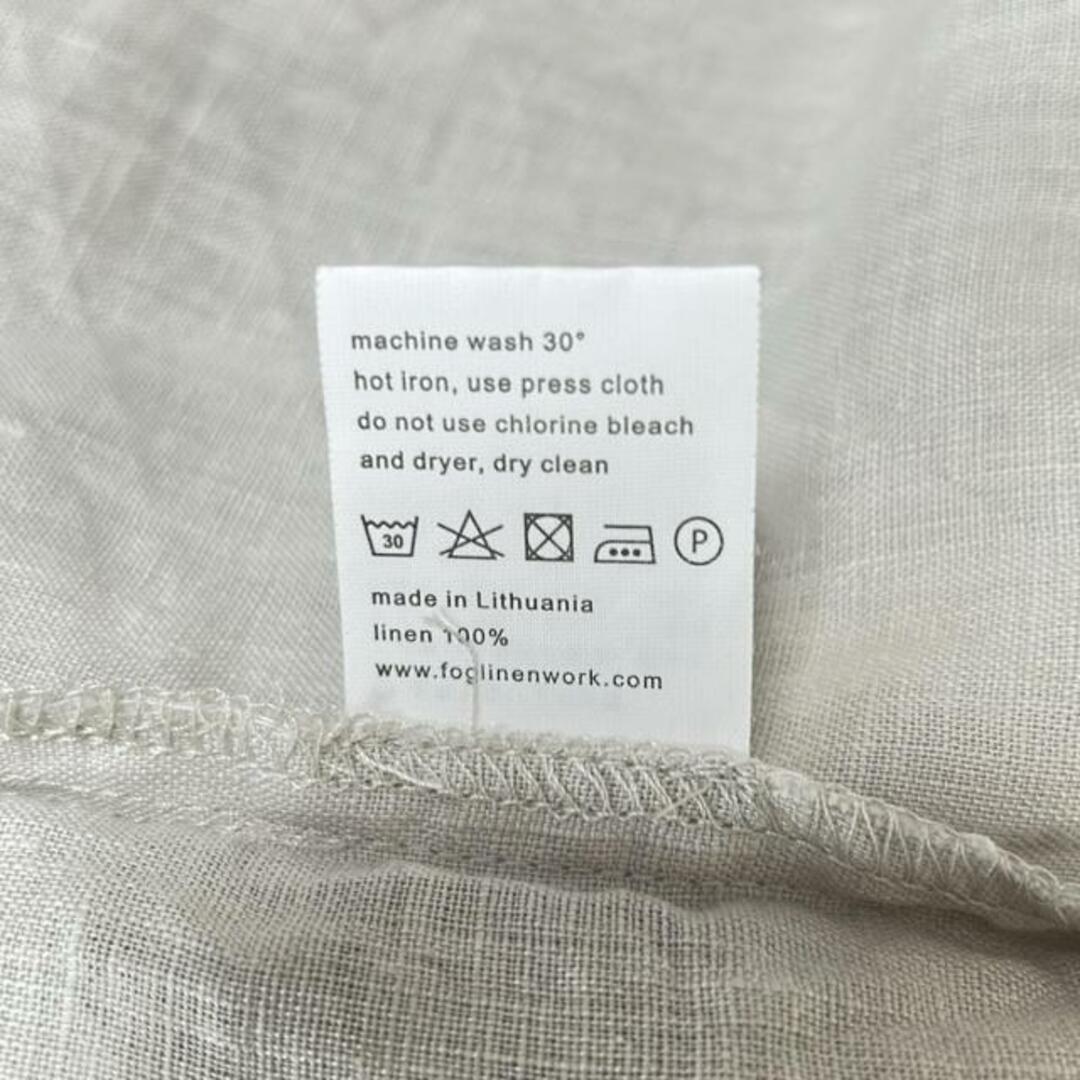 machine wash 30°
hot iron, use press cloth
do not use chlorine bleach
and dryer, dry clean
30 P
made in Lithuania
linen 100%
www.foglinenwork.com